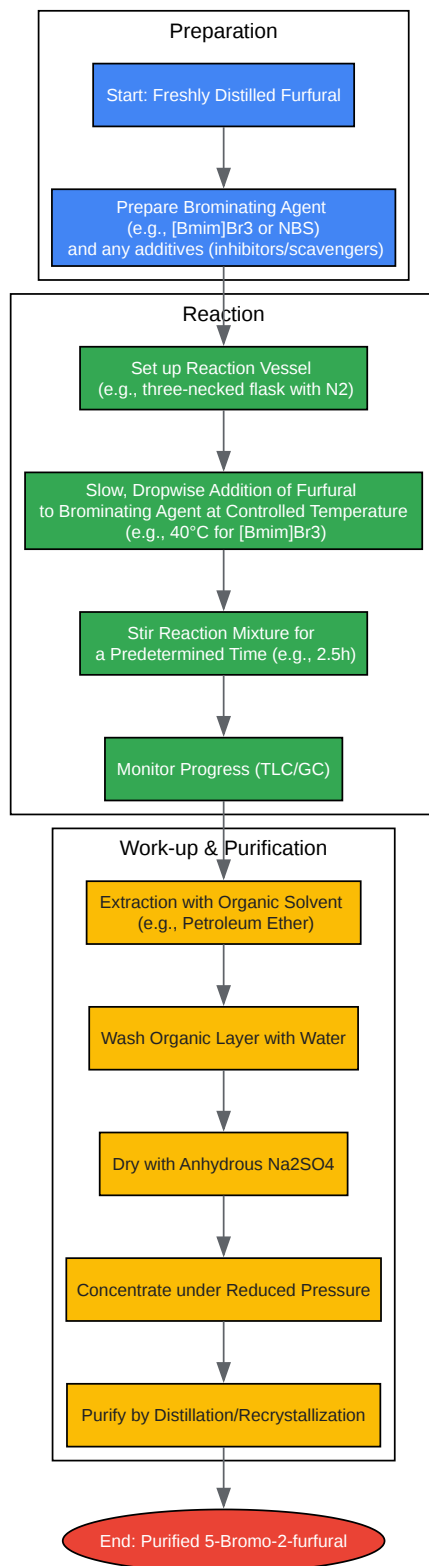 Preparation
Start: Freshly Distilled Furfural
Prepare Brominating Agent
(e.g., [Bmim]Br3 or NBS)
and any additives (inhibitors/scavengers)
Reaction
Set up Reaction Vessel
(e.g., three-necked flask with N2)
Slow, Dropwise Addition of Furfural
to Brominating Agent at Controlled Temperature
(e.g., 40°C for [Bmim]Br3)
Stir Reaction Mixture for
a Predetermined Time (e.g., 2.5h)
Monitor Progress (TLC/GC)
Work-up & Purification
Extraction with Organic Solvent
(e.g., Petroleum Ether)
Wash Organic Layer with Water
Dry with Anhydrous Na2SO4
Concentrate under Reduced Pressure
Purify by Distillation/Recrystallization
End: Purified 5-Bromo-2-furfural